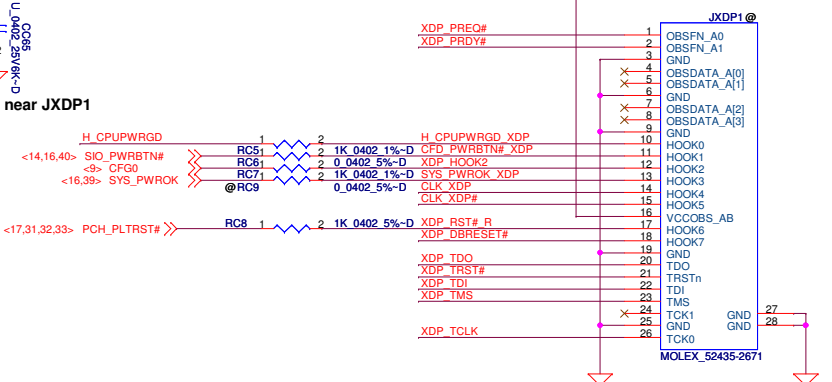 CC65
U_0402_25V6K~D
near JXDP1
JXDP1@
XDP_PREQ# 1 OBSFN_A0
XDP_PRDY# 2 OBSFN_A1
3 GND
4 OBSDATA_A[0]
5 OBSDATA_A[1]
6 GND
7 OBSDATA_A[2]
8 OBSDATA_A[3]
9 GND
H_CPUPWRGD 1 2 H_CPUPWRGD_XDP 10 HOOK0
<14,16,40> SIO_PWRBTN# RC5 1 2 1K_0402_1%~D CFD_PWRBTN#_XDP 11 HOOK1
<9> CFG0 RC6 1 2 0_0402_5%~D XDP_HOOK2 12 HOOK2
<16,39> SYS_PWROK RC7 1 2 1K_0402_1%~D SYS_PWROK_XDP 13 HOOK3
@RC9 0_0402_5%~D CLK_XDP 14 HOOK4
CLK_XDP# 15 HOOK5
16 VCCOBS_AB
<17,31,32,33> PCH_PLTRST# RC8 1 2 1K_0402_5%~D XDP_RST#_R 17 HOOK6
XDP_DBRESET# 18 HOOK7
19 GND
XDP_TDO 20 TDO
XDP_TRST# 21 TRSTn
XDP_TDI 22 TDI
XDP_TMS 23 TMS
24 TCK1 GND 27
25 GND GND 28
XDP_TCLK 26 TCK0
MOLEX_52435-2671